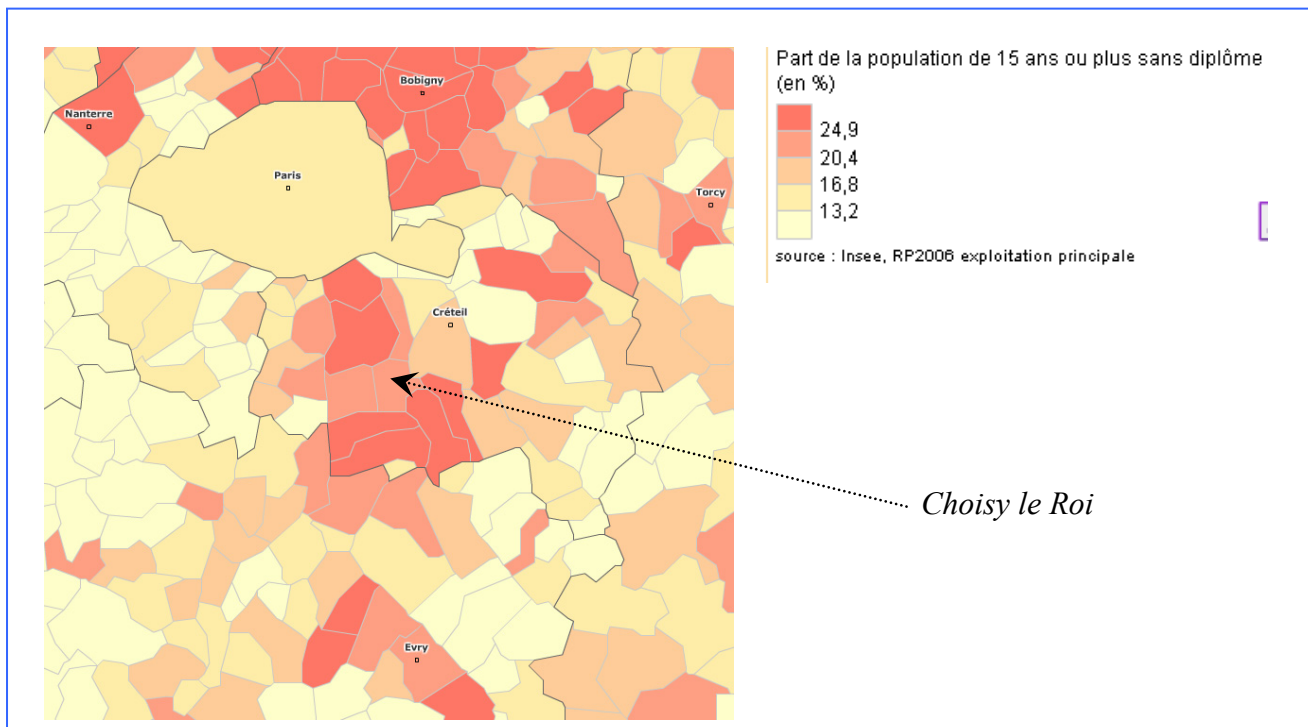 Part de la population de 15 ans ou plus sans diplôme
(en %)
24,9
20,4
16,8
13,2
source : Insee, RP2006 exploitation principale
Bobigny
Nanterre
Paris
Torcy
Créteil
Choisy le Roi
Evry